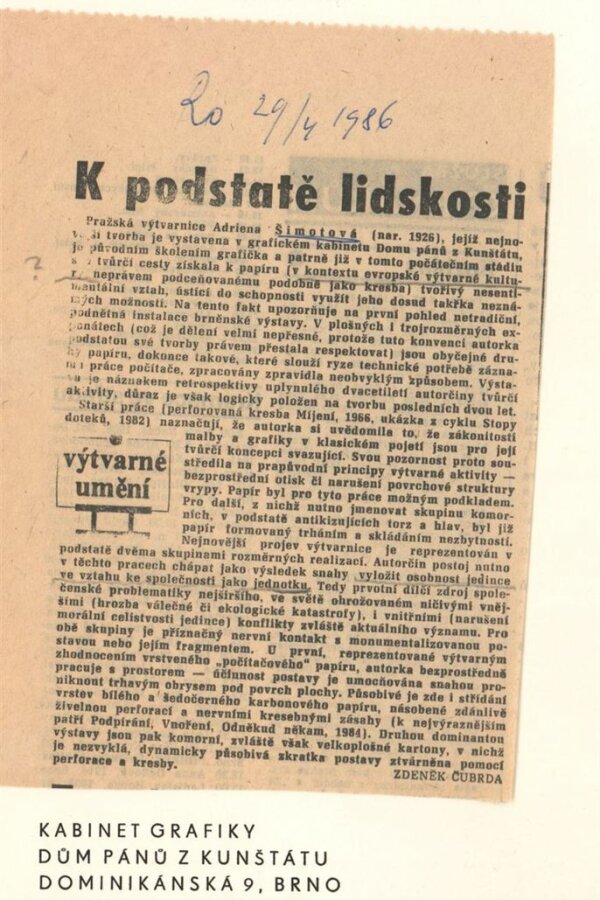 Ro 29/4 1986
K podstatě lidskosti
Pražská výtvarnice Adriena Šimotová (nar. 1926), jejíž nejno-
vější tvorba je vystavena v grafickém kabinetu Domu pánů z Kunštátu,
je původním školením grafička a patrně již v tomto počátečním stádiu
tvůrčí cesty získala k papíru (v kontextu evropské výtvarné kultu-
?
neprávem podceňovanému podobně jako kresba) tvořivý nesenti-
mentální vztah, ústící do schopnosti využít jeho dosud takřka nezná-
mých možností. Na tento fakt upozorňuje na první pohled netradiční,
podnětná instalace brněnské výstavy. V plošných i trojrozměrných ex-
ponátech (což je dělení velmi nepřesné, protože tuto konvenci autorka
podstatou své tvorby právem přestala respektovat) jsou obyčejné dru-
hy papíru, dokonce takové, které slouží ryze technické potřebě zázna-
mu práce počítače, zpracovány zpravidla neobvyklým způsobem. Výsta-
va je náznakem retrospektivy uplynulého dvacetiletí autorčiny tvůrčí
aktivity, důraz je však logicky položen na tvorbu posledních dvou let.
Starší práce (perforovaná kresba Míjení, 1966, ukázka z cyklu Stopy
doteků, 1982) naznačují, že autorka si uvědomila to, že zákonitosti
malby a grafiky v klasickém pojetí jsou pro její
tvůrčí koncepci svazující. Svou pozornost proto sou-
středila na prapůvodní principy výtvarné aktivity —
bezprostřední otisk či narušení povrchové struktury
vrypy. Papír byl pro tyto práce možným podkladem.
Pro další, z nichž nutno jmenovat skupinu komor-
ních, v podstatě antikizujících torz a hlav, byl již
papír formovaný trháním a skládáním nezbytností.
výtvarné
umění
Nejnovější projev výtvarnice je reprezentován v
podstatě dvěma skupinami rozměrných realizací. Autorčin postoj nutno
v těchto pracech chápat jako výsledek snahy vyložit osobnost jedince
ve vztahu ke společnosti jako jednotku. Tedy prvotní dílčí zdroj spole-
čenské problematiky nejširšího, ve světě ohrožovaném ničivými vněj-
šími (hrozba válečné či ekologické katastrofy), i vnitřními (narušení
morální celistvosti jedince) konflikty zvláště aktuálního významu. Pro
obě skupiny je příznačný nervní kontakt s monumentalizovanou po-
stavou nebo jejím fragmentem. U první, reprezentované výtvarným
zhodnocením vrstveného „počítačového" papíru, autorka bezprostředně
pracuje s prostorem — účinnost postavy je umocňována snahou pro-
niknout trhavým obrysem pod povrch plochy. Působivé je zde i střídání
vrstev bílého a šedočerného karbonového papíru, násobené zdánlivě
živelnou perforací a nervními kresebnými zásahy (k nejvýraznějším
patří Podpírání, Vnoření, Odněkud někam, 1984). Druhou dominantou
výstavy jsou pak komorní, zvláště však velkoplošné kartony, v nichž
je nezvyklá, dynamicky působivá zkratka postavy ztvárněna pomocí
perforace a kresby.
ZDENĚK ČUBRDA
KABINET GRAFIKY
DŮM PÁNŮ Z KUNŠTÁTU
DOMINIKÁNSKÁ 9, BRNO